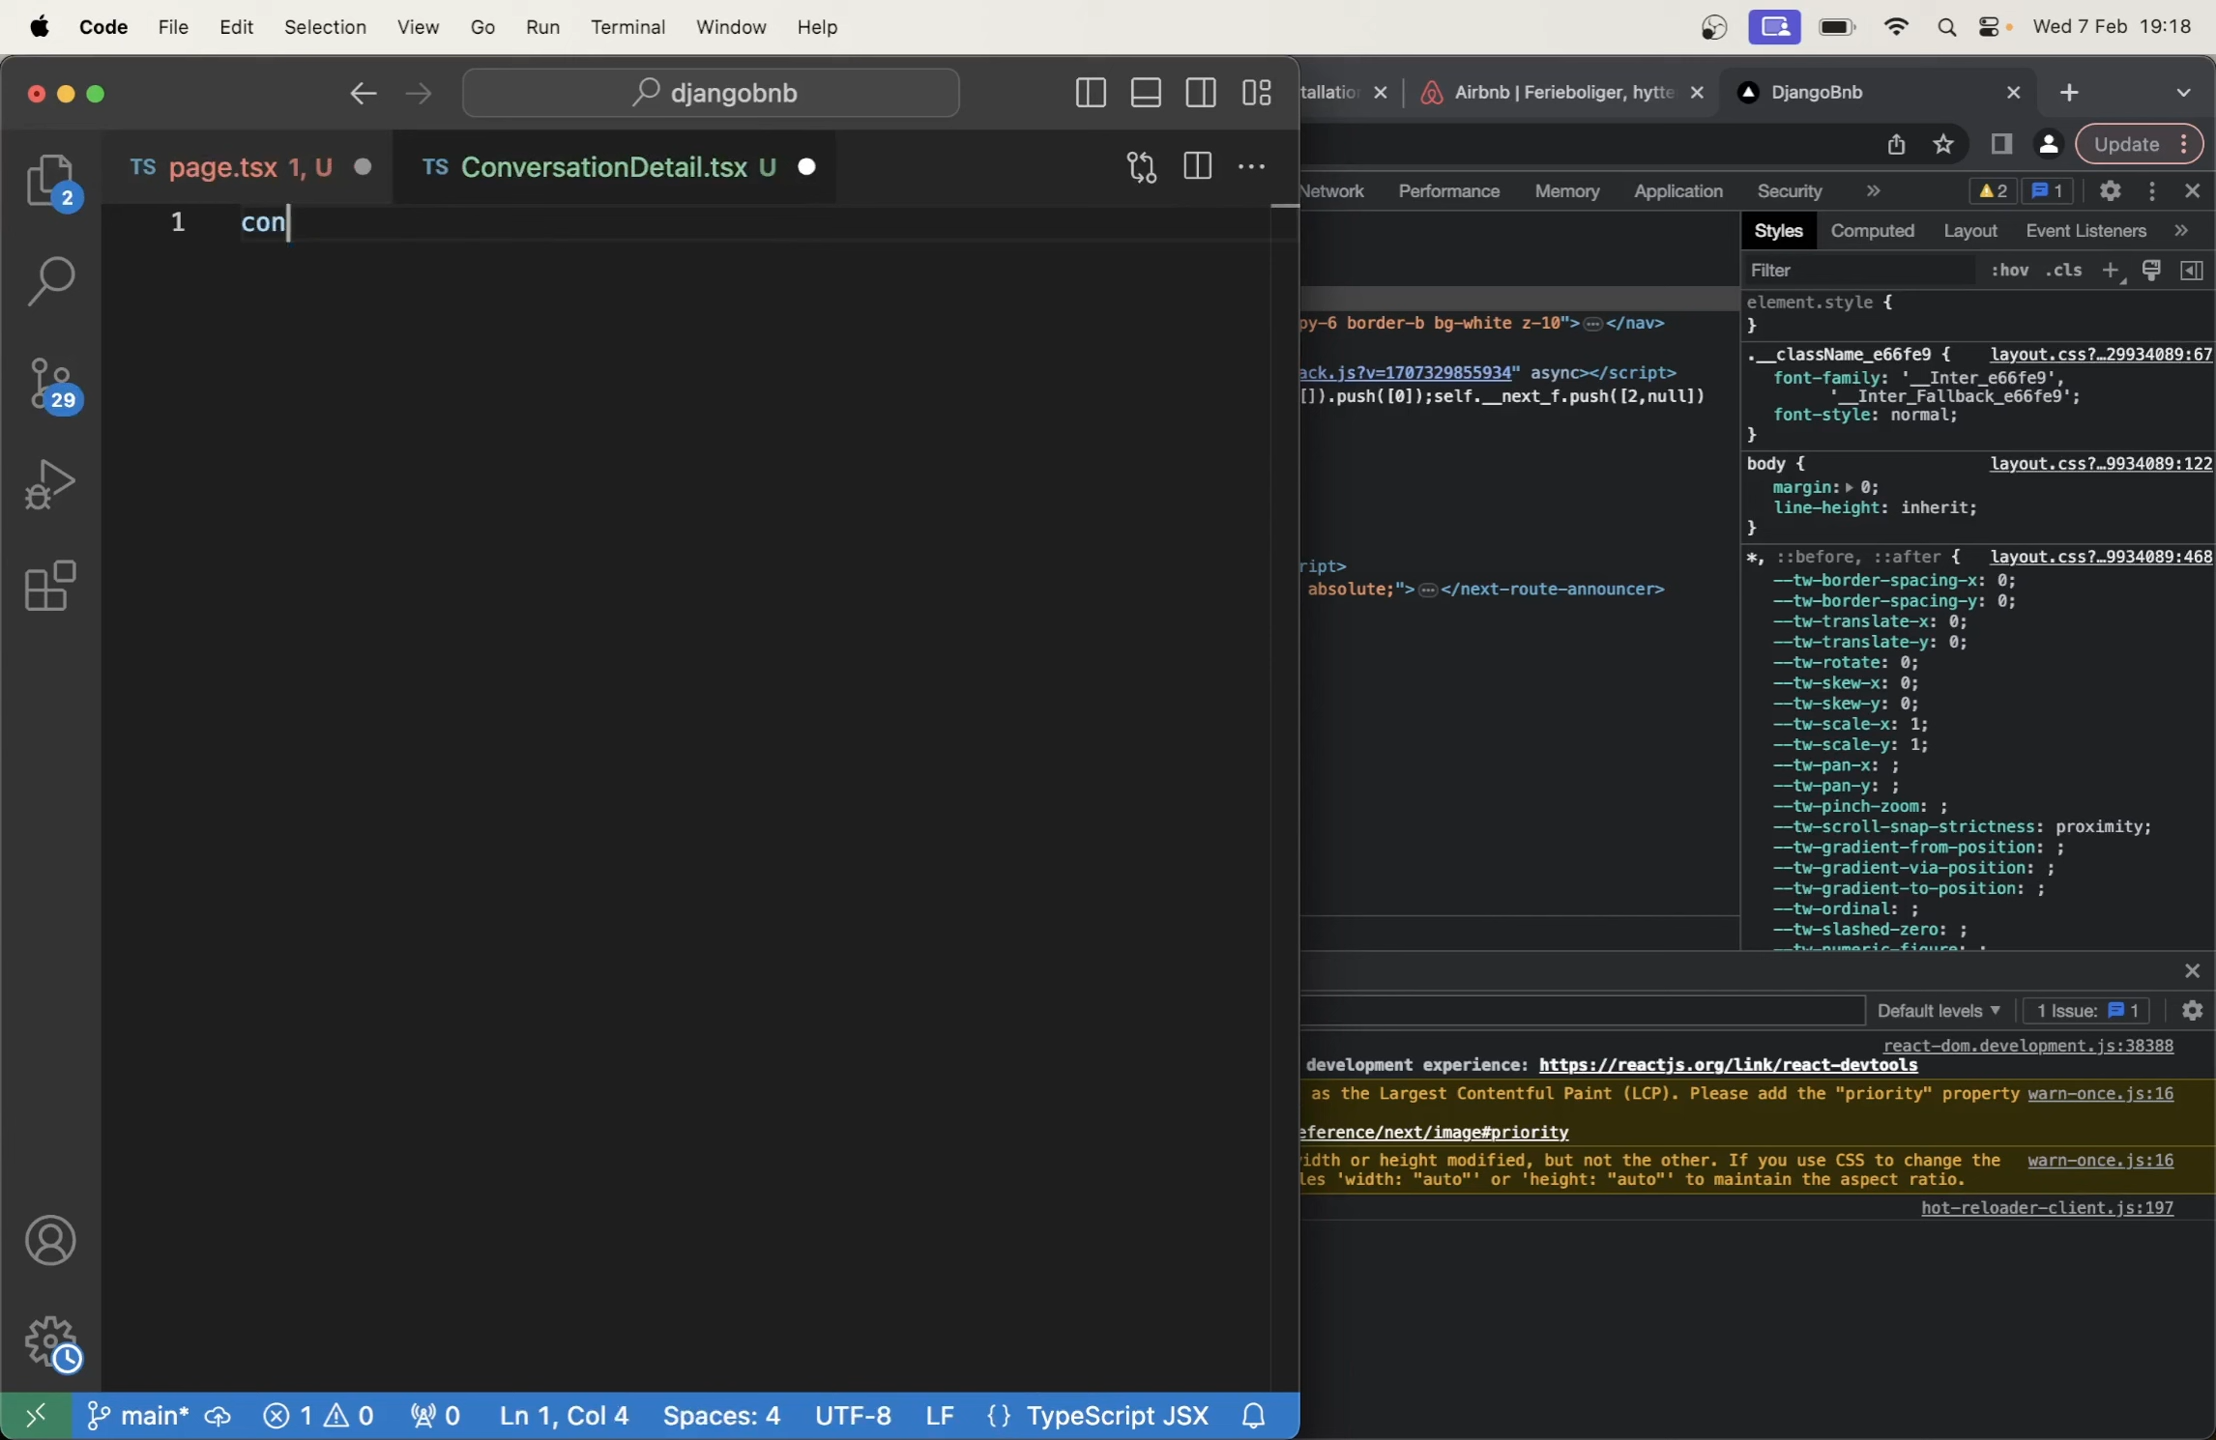 Code File Edit Selection View Go Run Terminal Window Help Wed 7 Feb 19:18
djangobnb
Airbnb | Ferieboliger, hytte
DjangoBnb
Update
TS page.tsx 1, U
TS ConversationDetail.tsx U
2
29
1 con
Network Performance Memory Application Security » 2 1
Styles Computed Layout Event Listeners »
Filter :hov .cls
py-6 border-b bg-white z-10">…</nav>
ack.js?v=1707329855934" async></script>
[]).push([0]);self.__next_f.push([2,null])
ript>
absolute;">…</next-route-announcer>
element.style {
}
.__className_e66fe9 { layout.css?…29934089:67
font-family: '__Inter_e66fe9',
'__Inter_Fallback_e66fe9';
font-style: normal;
}
body { layout.css?…9934089:122
margin: 0;
line-height: inherit;
}
*, ::before, ::after { layout.css?…9934089:468
--tw-border-spacing-x: 0;
--tw-border-spacing-y: 0;
--tw-translate-x: 0;
--tw-translate-y: 0;
--tw-rotate: 0;
--tw-skew-x: 0;
--tw-skew-y: 0;
--tw-scale-x: 1;
--tw-scale-y: 1;
--tw-pan-x: ;
--tw-pan-y: ;
--tw-pinch-zoom: ;
--tw-scroll-snap-strictness: proximity;
--tw-gradient-from-position: ;
--tw-gradient-via-position: ;
--tw-gradient-to-position: ;
--tw-ordinal: ;
--tw-slashed-zero: ;
--tw-numeric-figure: ;
Default levels ▼ 1 Issue: 1
react-dom.development.js:38388
development experience: https://reactjs.org/link/react-devtools
as the Largest Contentful Paint (LCP). Please add the "priority" property warn-once.js:16
eference/next/image#priority
width or height modified, but not the other. If you use CSS to change the warn-once.js:16
les 'width: "auto"' or 'height: "auto"' to maintain the aspect ratio.
hot-reloader-client.js:197
main* 1 0 0 Ln 1, Col 4 Spaces: 4 UTF-8 LF {} TypeScript JSX